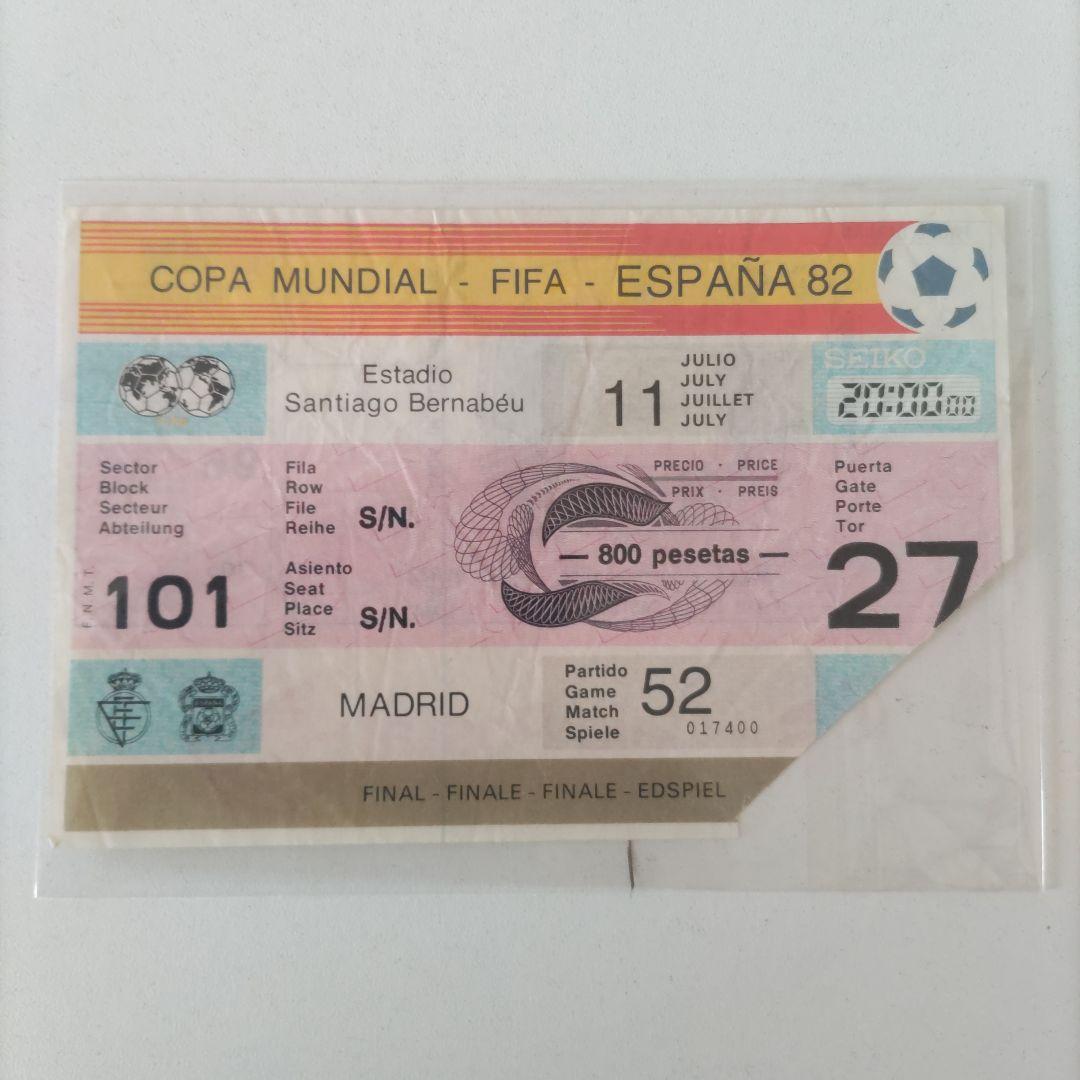 COPA MUNDIAL - FIFA - ESPAÑA 82
Estadio
Santiago Bernabéu
11
JULIO
JULY
JUILLET
JULY
SEIKO
20:00 00
Sector
Block
Secteur
Abteilung
101
F.N.M.T.
Fila
Row
File
Reihe
S/N.
Asiento
Seat
Place
Sitz
S/N.
PRECIO · PRICE
PRIX · PREIS
— 800 pesetas —
Puerta
Gate
Porte
Tor
27
MADRID
Partido
Game
Match
Spiele
52
017400
FINAL - FINALE - FINALE - EDSPIEL